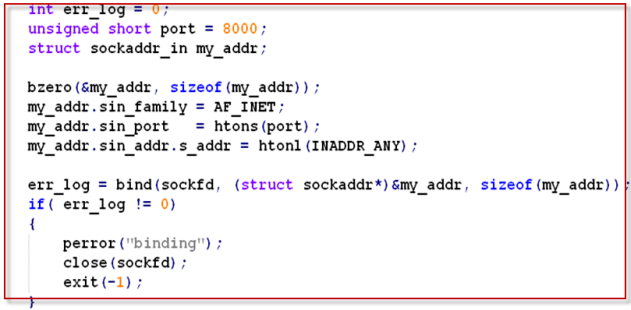 int err_log = 0;
unsigned short port = 8000;
struct sockaddr_in my_addr;
bzero(&my_addr, sizeof(my_addr));
my_addr.sin_family = AF_INET;
my_addr.sin_port   = htons(port);
my_addr.sin_addr.s_addr = htonl(INADDR_ANY);
err_log = bind(sockfd, (struct sockaddr*)&my_addr, sizeof(my_addr));
if( err_log != 0)
{
    perror("binding");
    close(sockfd);
    exit(-1);
}